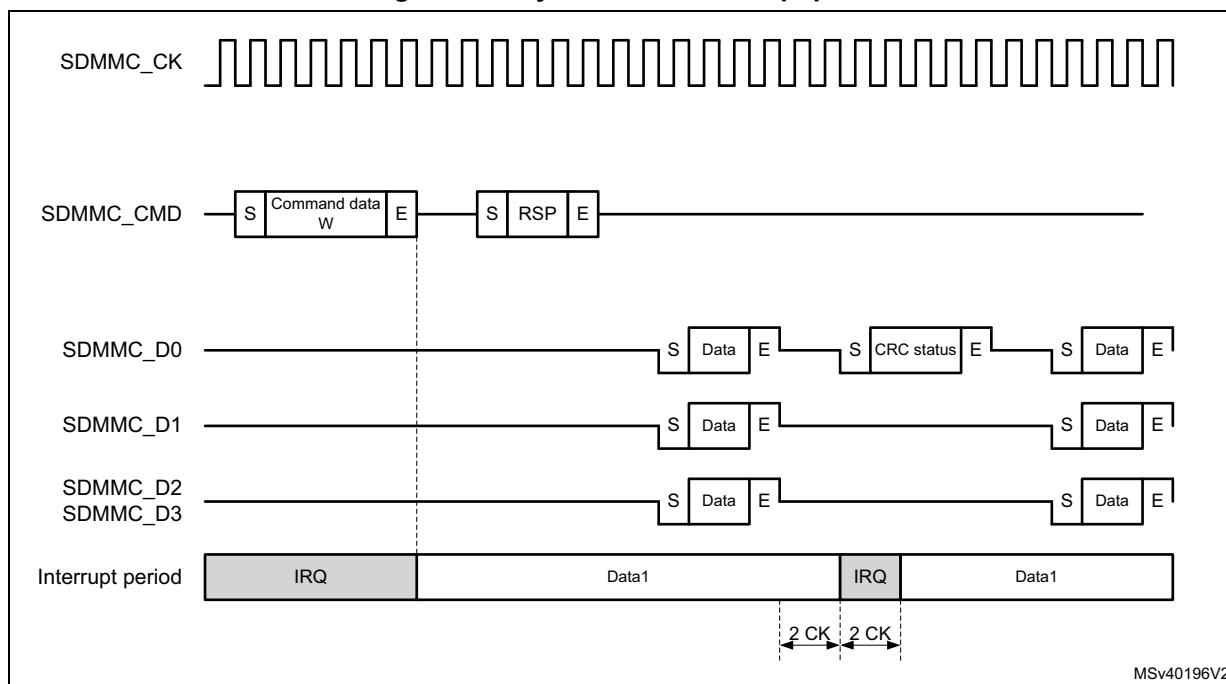 SDMMC_CK
SDMMC_CMD
S
Command data
W
E
S
RSP
E
SDMMC_D0
S
Data
E
S
CRC status
E
S
Data
E
SDMMC_D1
S
Data
E
S
Data
E
SDMMC_D2
SDMMC_D3
S
Data
E
S
Data
E
Interrupt period
IRQ
Data1
IRQ
Data1
2 CK
2 CK
MSv40196V2